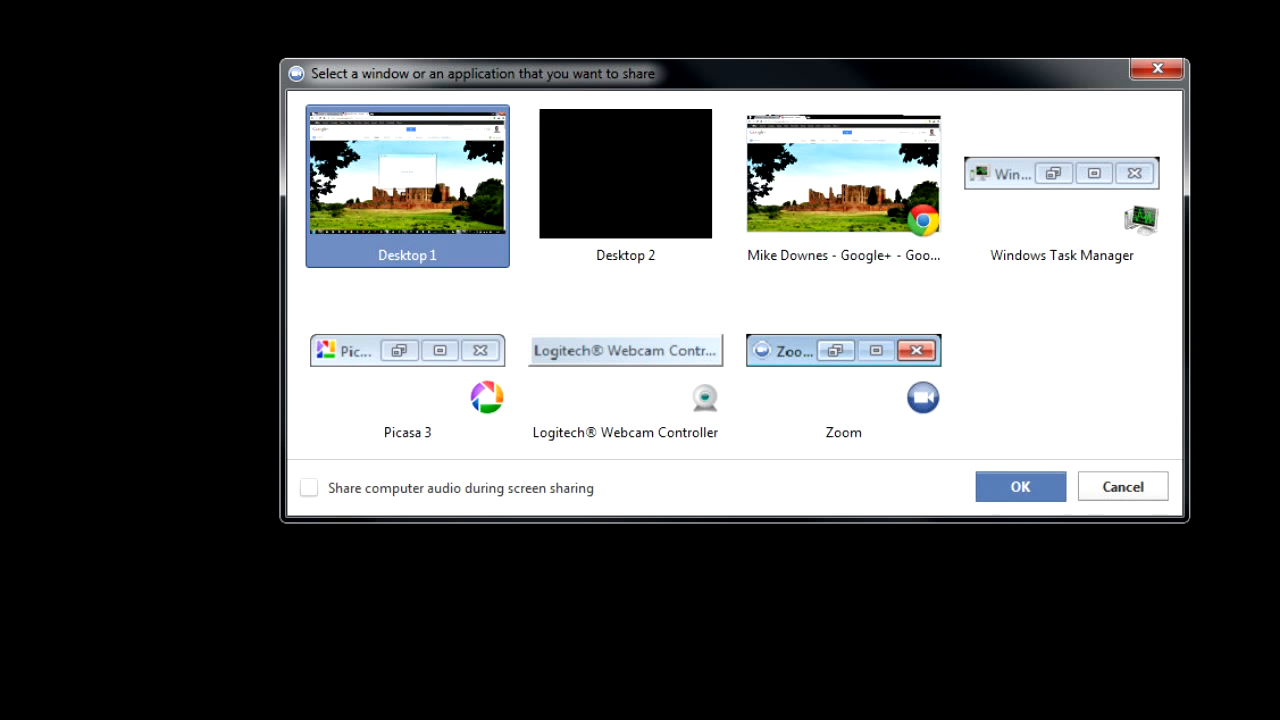 Select a window or an application that you want to share
Win...
Desktop 1
Desktop 2
Mike Downes - Google+ - Goo...
Windows Task Manager
Pic...
Logitech® Webcam Contr...
Zoo...
Picasa 3
Logitech® Webcam Controller
Zoom
Share computer audio during screen sharing
OK
Cancel